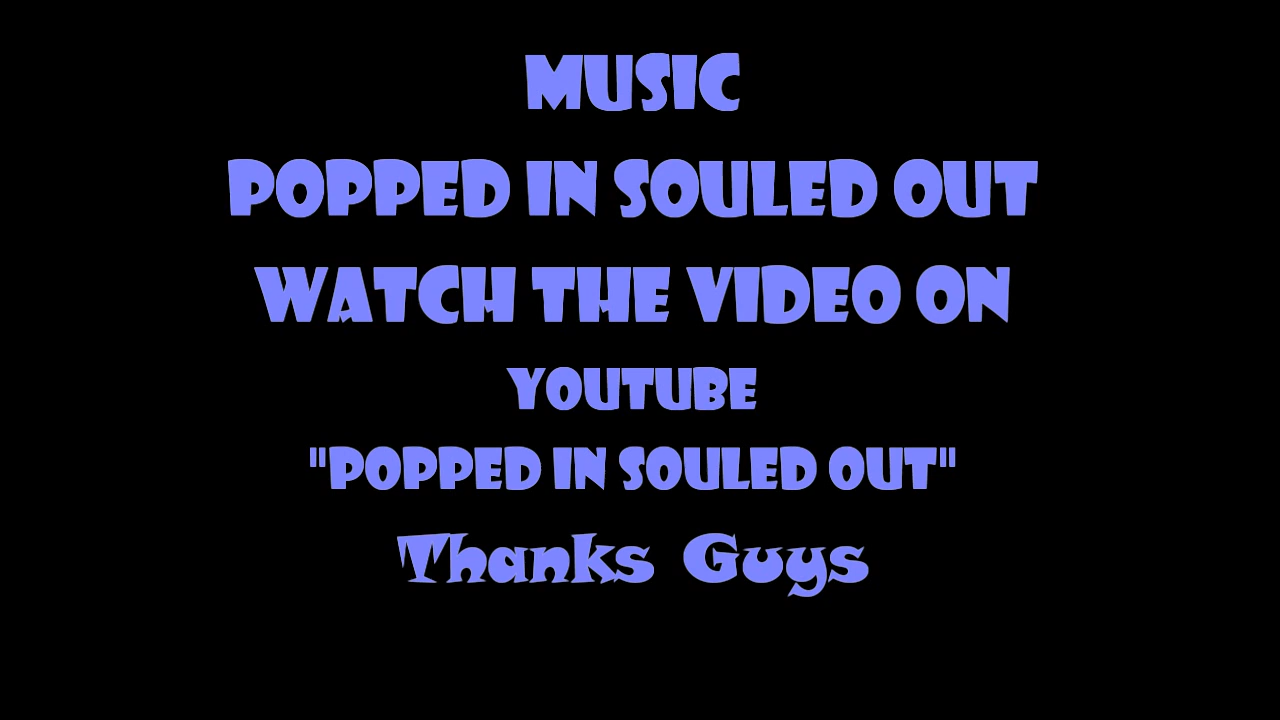 MUSIC
POPPED IN SOULED OUT
WATCH THE VIDEO ON
YOUTUBE
"POPPED IN SOULED OUT"
Thanks Guys